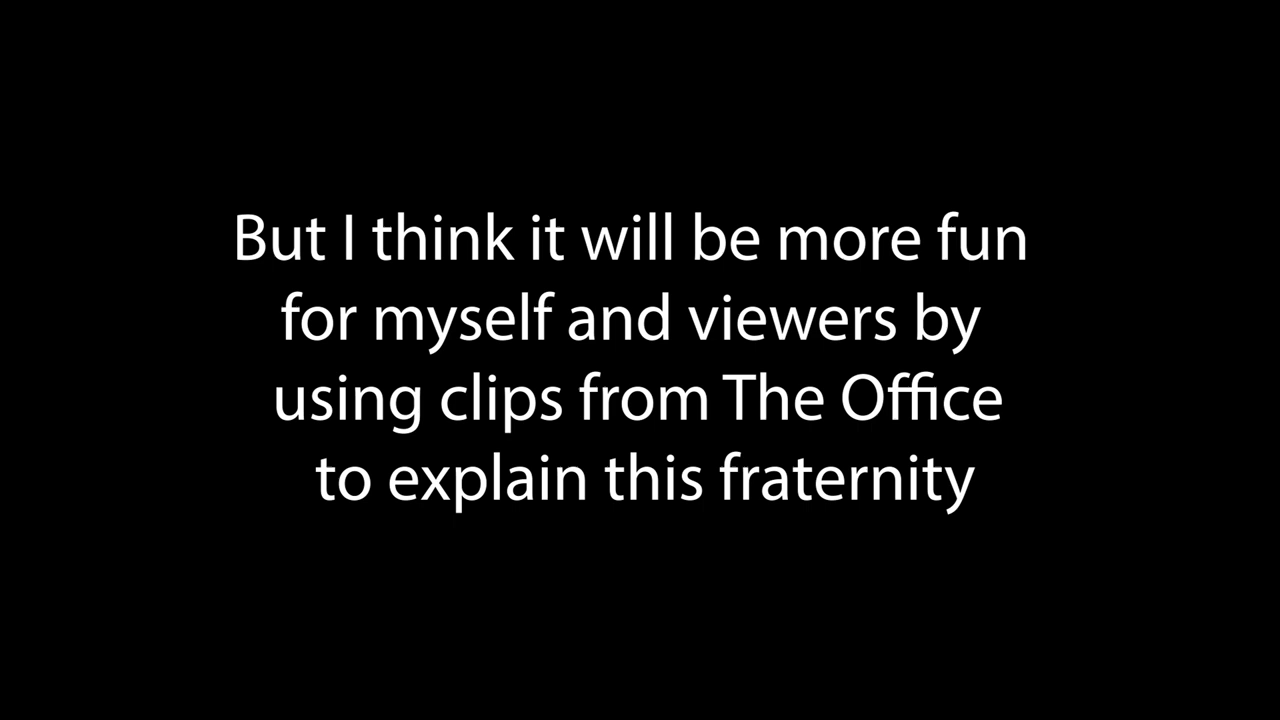 But I think it will be more fun
for myself and viewers by
using clips from The Office
to explain this fraternity